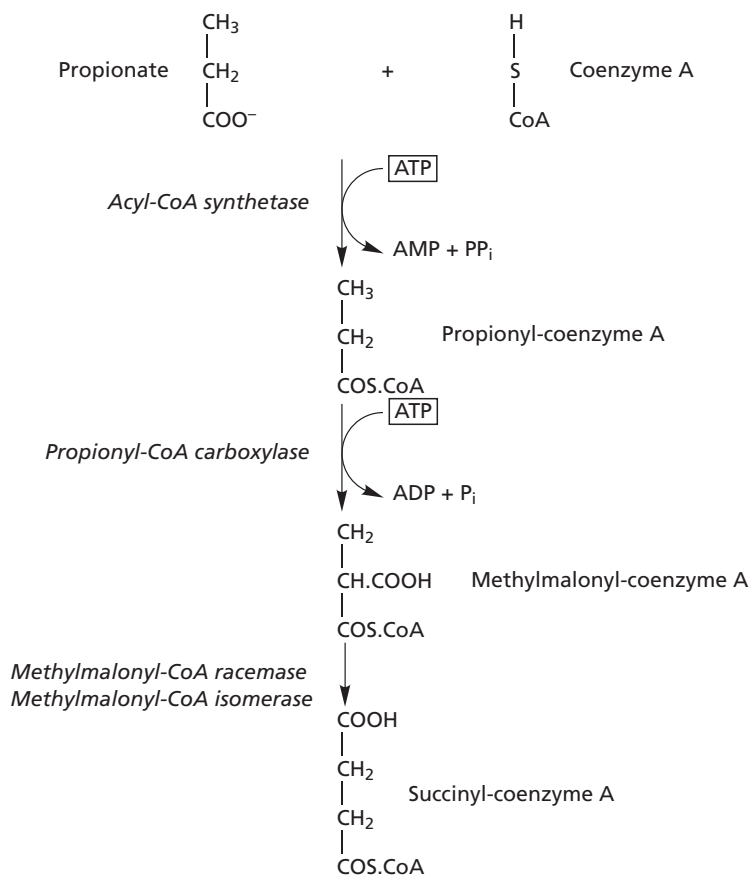 CH₃ H
Propionate CH₂ + S Coenzyme A
COO⁻ CoA
ATP
Acyl-CoA synthetase
AMP + PPᵢ
CH₃
CH₂ Propionyl-coenzyme A
COS.CoA
ATP
Propionyl-CoA carboxylase
ADP + Pᵢ
CH₂
CH.COOH Methylmalonyl-coenzyme A
COS.CoA
Methylmalonyl-CoA racemase
Methylmalonyl-CoA isomerase
COOH
CH₂
Succinyl-coenzyme A
CH₂
COS.CoA